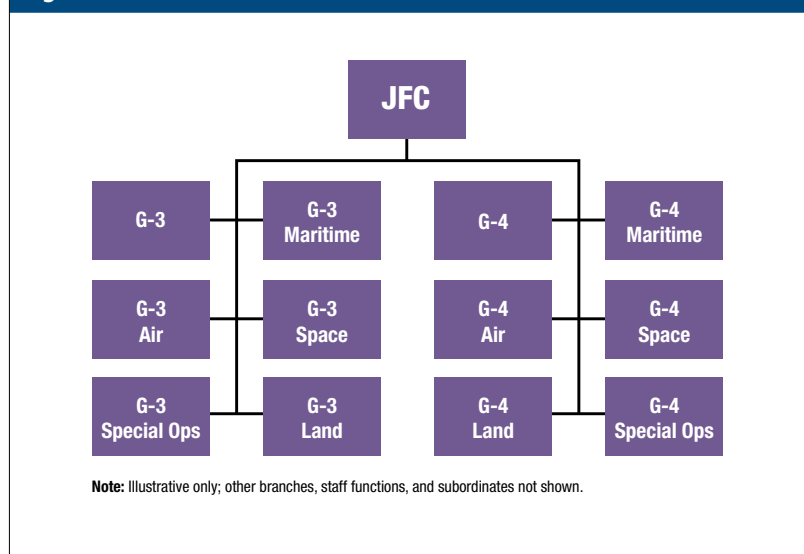 JFC
G-3
G-3
Maritime
G-4
G-4
Maritime
G-3
Air
G-3
Space
G-4
Air
G-4
Space
G-3
Special Ops
G-3
Land
G-4
Land
G-4
Special Ops
Note: Illustrative only; other branches, staff functions, and subordinates not shown.